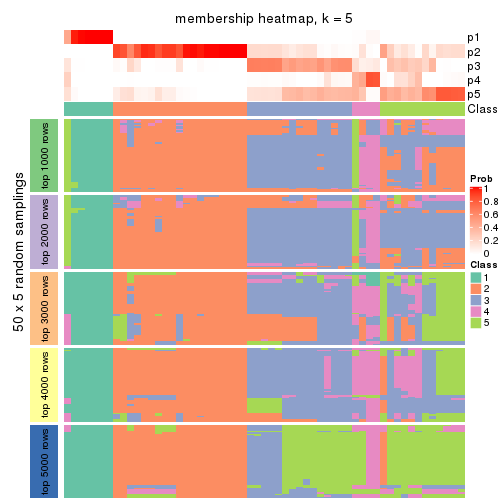 membership heatmap, k = 5
p1
p2
p3
p4
p5
Class
50 x 5 random samplings
top 1000 rows
top 2000 rows
top 3000 rows
top 4000 rows
top 5000 rows
Prob
1
0.8
0.6
0.4
0.2
0
Class
1
2
3
4
5